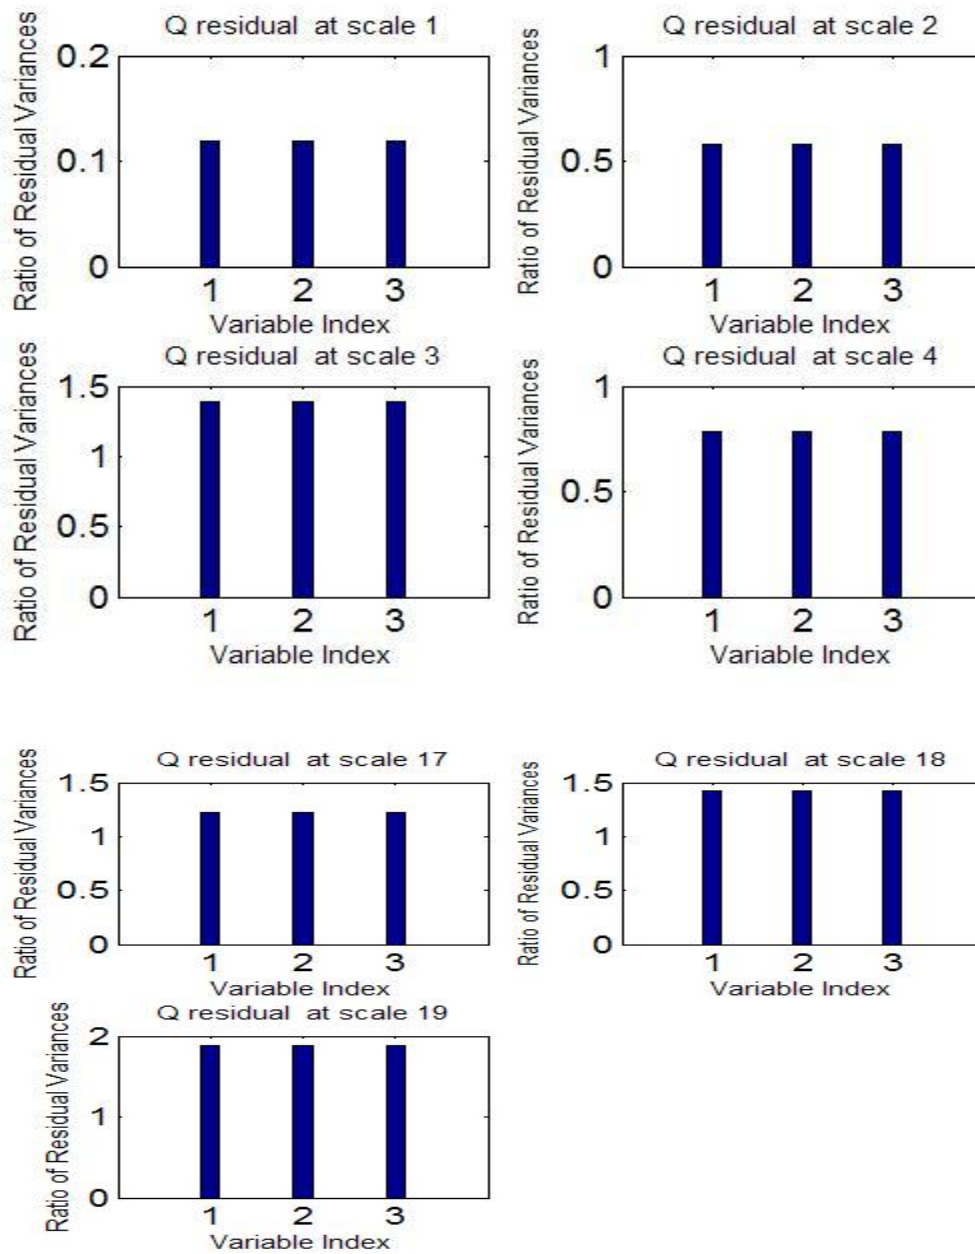 Q residual at scale 1
Ratio of Residual Variances
0.2
0.1
0
1 2 3
Variable Index
Q residual at scale 2
Ratio of Residual Variances
1
0.5
0
1 2 3
Variable Index
Q residual at scale 3
Ratio of Residual Variances
1.5
1
0.5
0
1 2 3
Variable Index
Q residual at scale 4
Ratio of Residual Variances
1
0.5
0
1 2 3
Variable Index
Q residual at scale 17
Ratio of Residual Variances
1.5
1
0.5
0
1 2 3
Variable Index
Q residual at scale 18
Ratio of Residual Variances
1.5
1
0.5
0
1 2 3
Variable Index
Q residual at scale 19
Ratio of Residual Variances
2
1
0
1 2 3
Variable Index